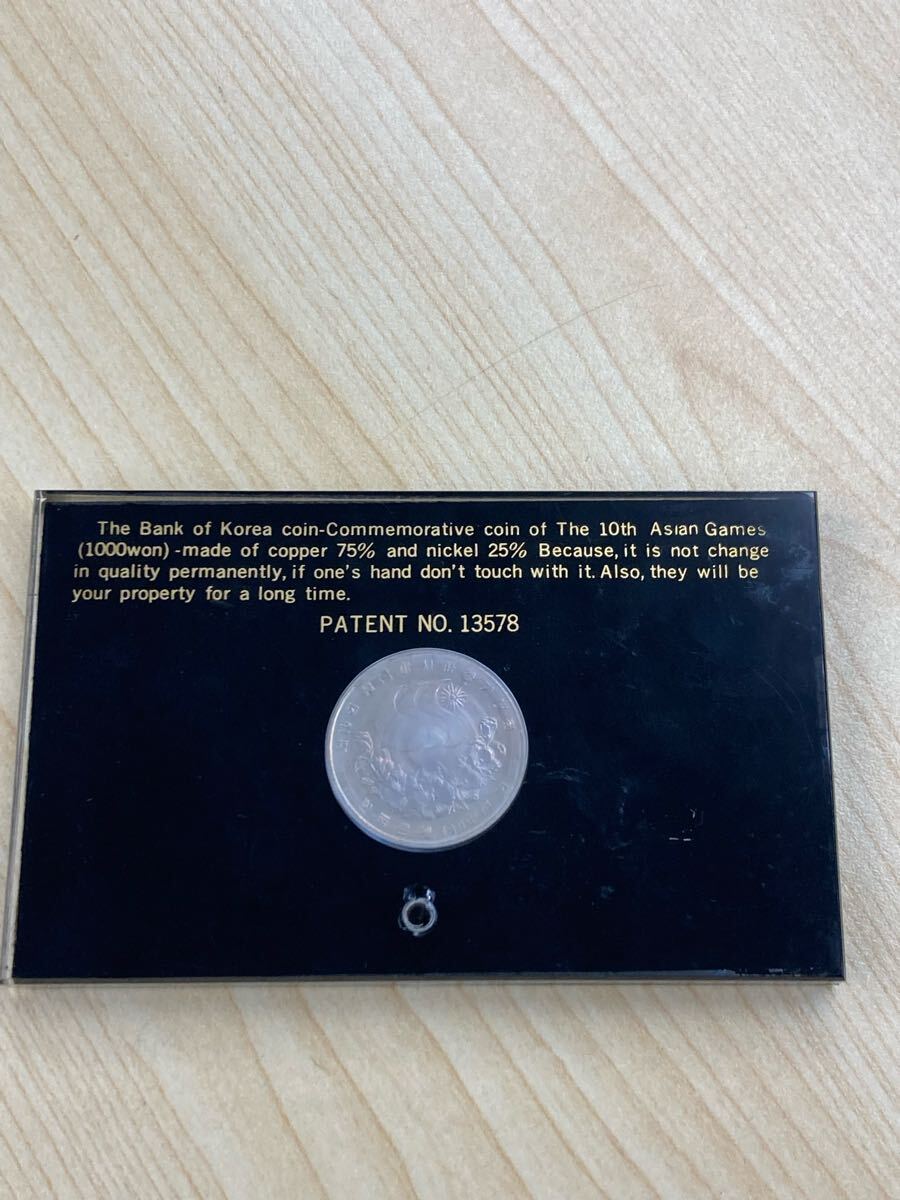 The Bank of Korea coin-Commemorative coin of The 10th Asian Games
(1000won)-made of copper 75% and nickel 25% Because, it is not change
in quality permanently, if one's hand don't touch with it. Also, they will be
your property for a long time.
PATENT NO. 13578